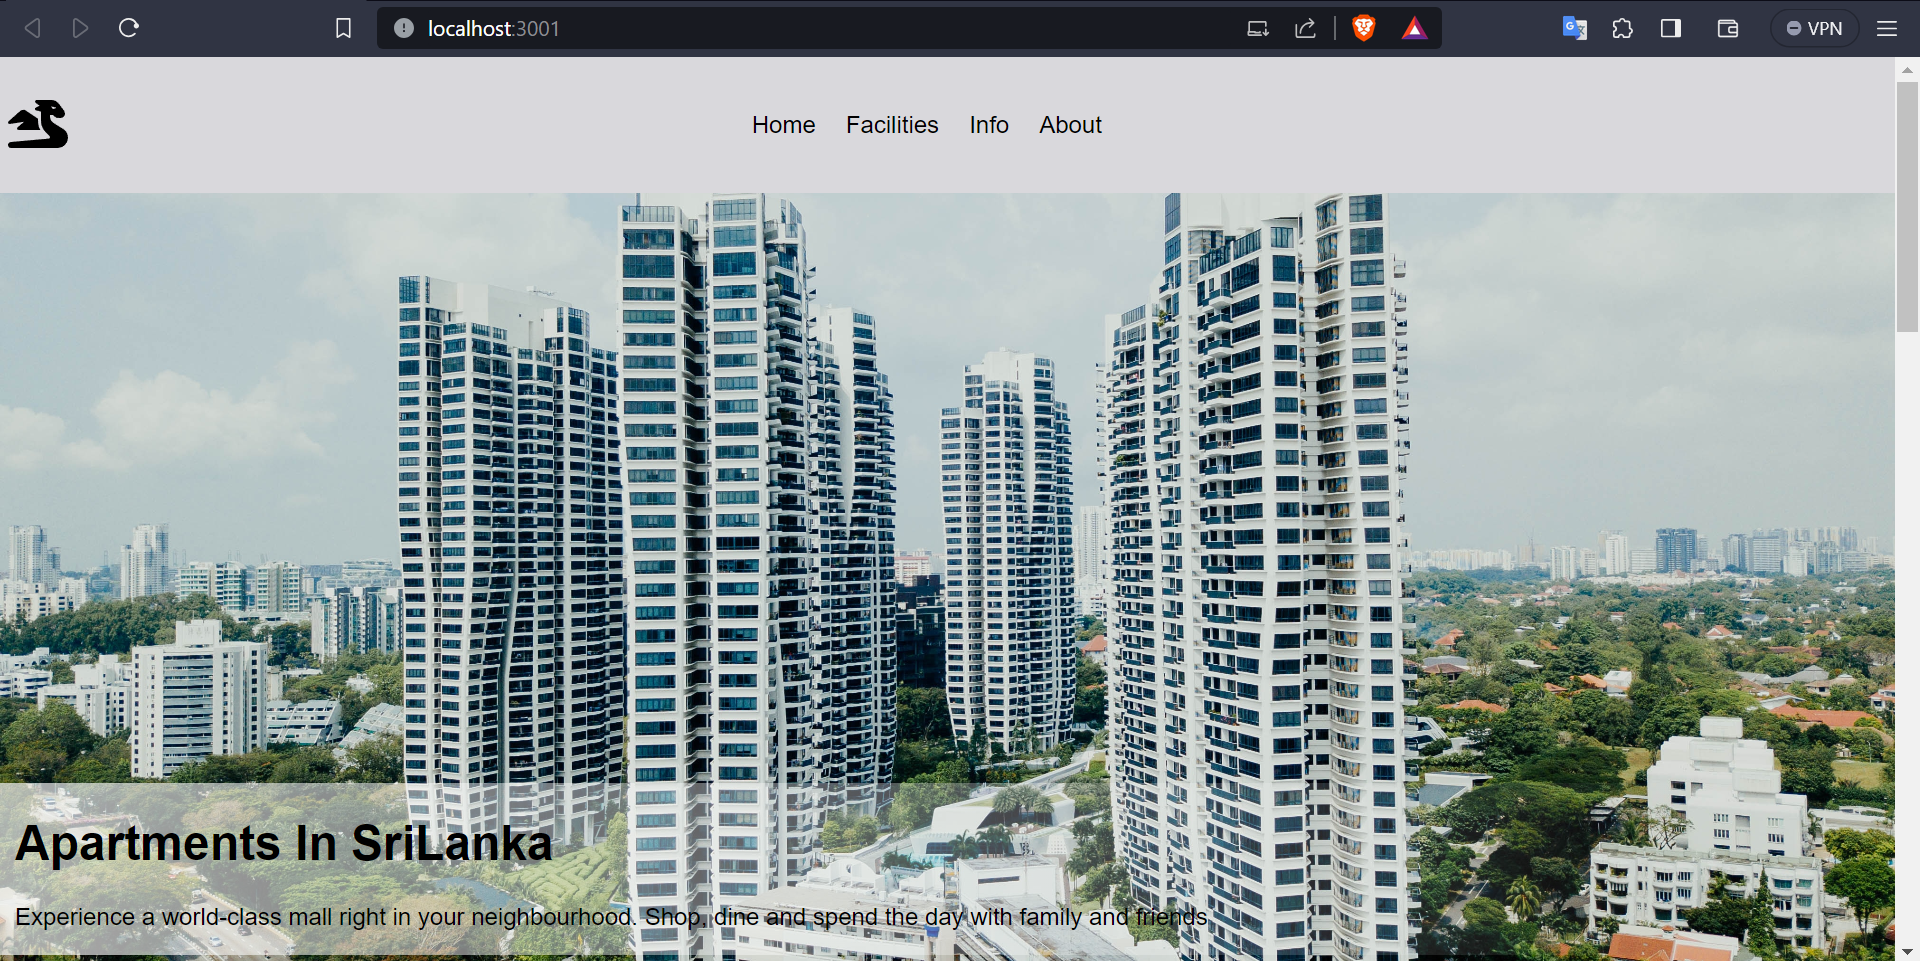 localhost:3001
VPN
Home Facilities Info About
Apartments In SriLanka
Experience a world-class mall right in your neighbourhood. Shop, dine and spend the day with family and friends.